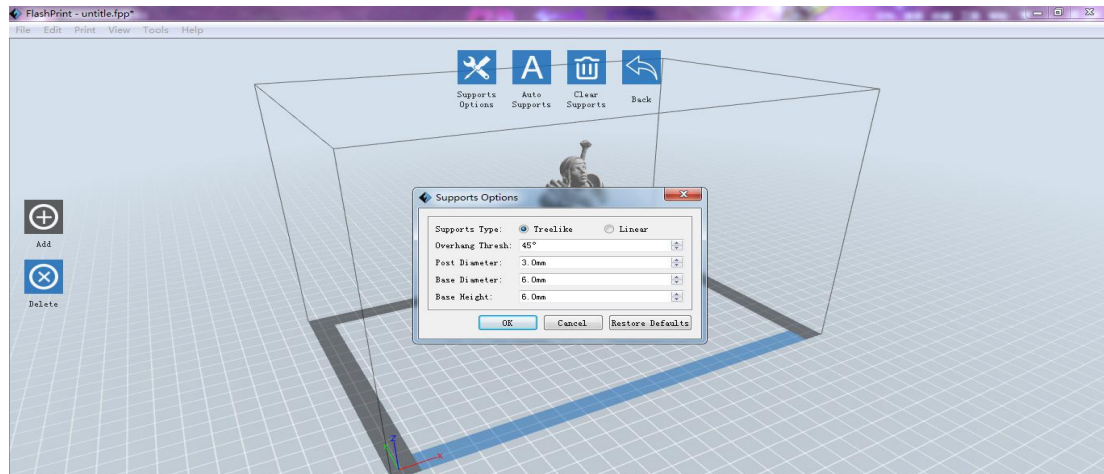 FlashPrint - untitle.fpp*
File Edit Print View Tools Help
Supports Options
Auto Supports
Clear Supports
Back
Add
Delete
Supports Options
Supports Type: Treelike Linear
Overhang Thresh: 45°
Post Diameter: 3.0mm
Base Diameter: 6.0mm
Base Height: 6.0mm
OK Cancel Restore Defaults
Z
X